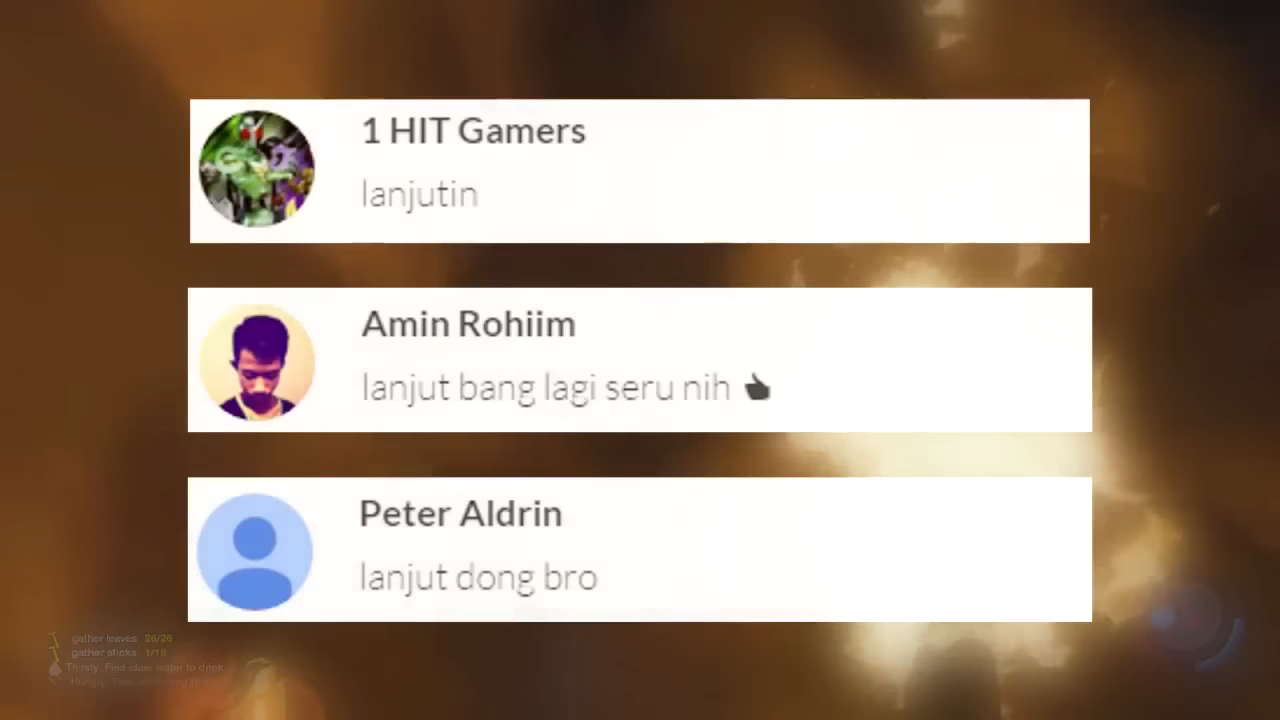 1 HIT Gamers
lanjutin
Amin Rohiim
lanjut bang lagi seru nih
Peter Aldrin
lanjut dong bro
gather leaves 26/26
gather sticks 1/18
Thirsty. Find clean water to drink
Hungry.